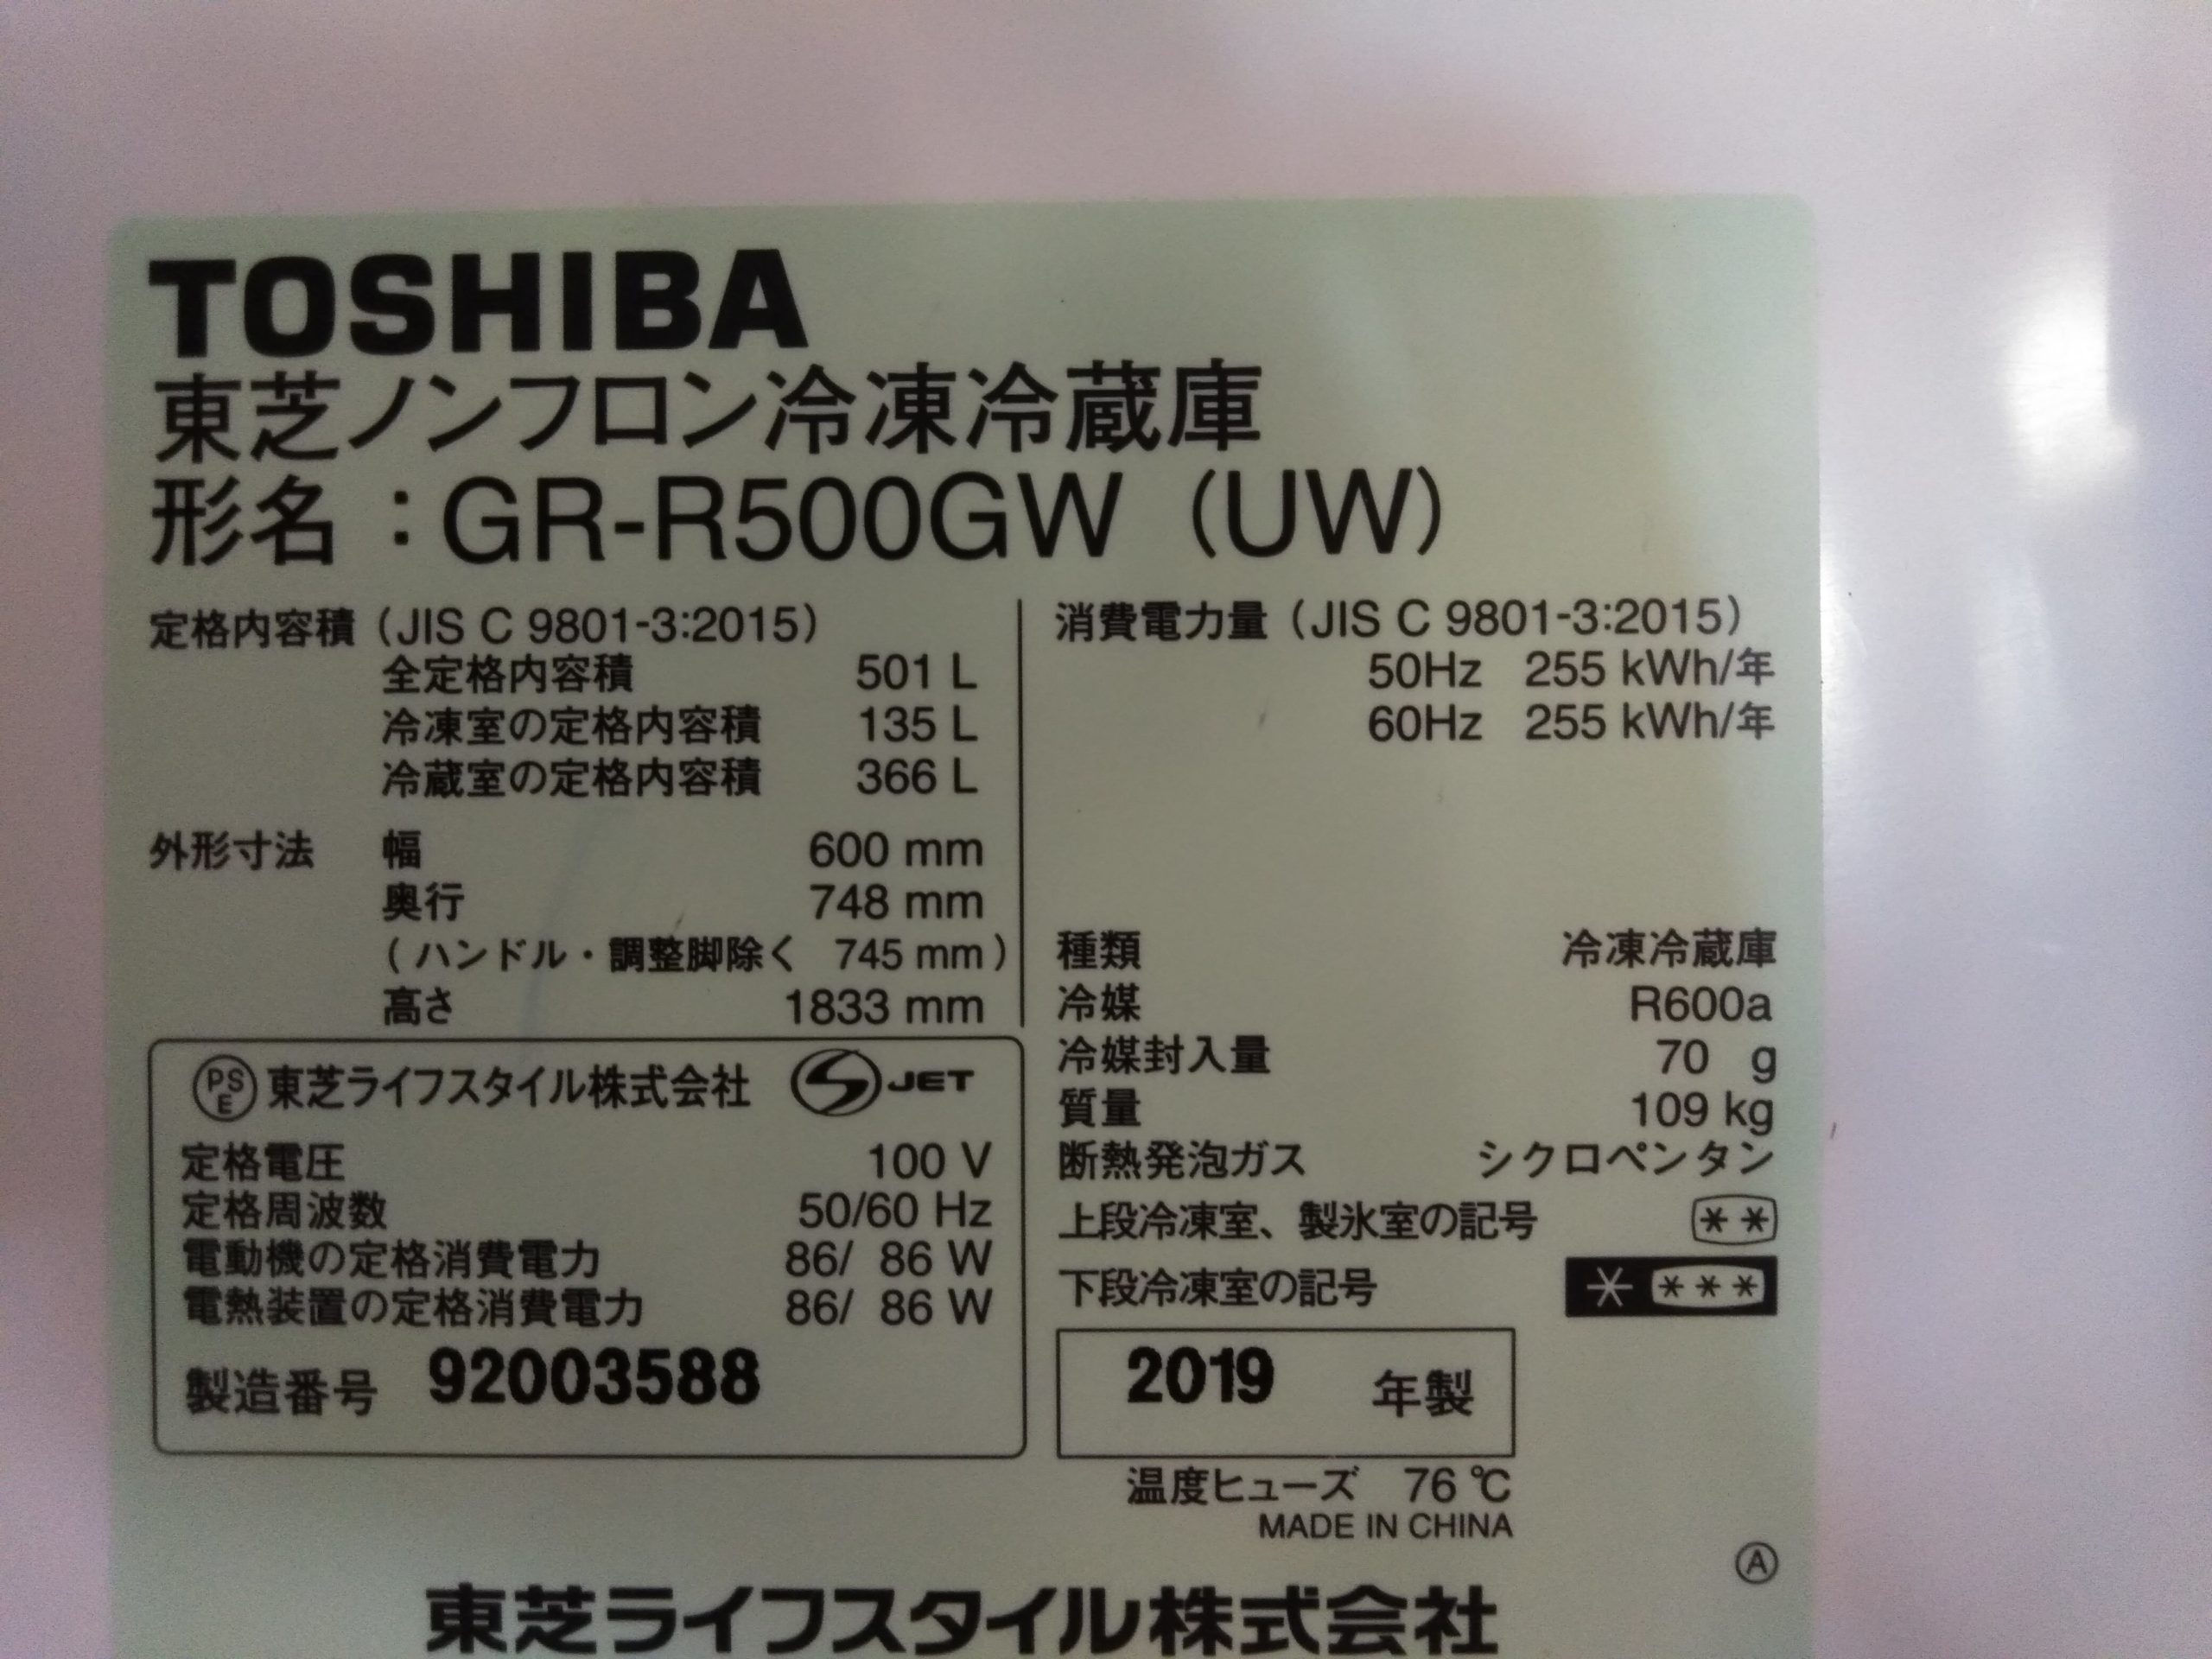 TOSHIBA
東芝ノンフロン冷凍冷蔵庫
形名：GR-R500GW (UW)
定格内容積 (JIS C 9801-3:2015)
全定格内容積 501 L
冷凍室の定格内容積 135 L
冷蔵室の定格内容積 366 L
外形寸法 幅 600 mm
奥行 748 mm
(ハンドル・調整脚除く 745 mm)
高さ 1833 mm
PSE 東芝ライフスタイル株式会社 S JET
定格電圧 100 V
定格周波数 50/60 Hz
電動機の定格消費電力 86/ 86 W
電熱装置の定格消費電力 86/ 86 W
製造番号 92003588
消費電力量 (JIS C 9801-3:2015)
50Hz 255 kWh/年
60Hz 255 kWh/年
種類 冷凍冷蔵庫
冷媒 R600a
冷媒封入量 70 g
質量 109 kg
断熱発泡ガス シクロペンタン
上段冷凍室、製氷室の記号 **
下段冷凍室の記号 * ***
2019 年製
温度ヒューズ 76 ℃
MADE IN CHINA
Ⓐ
東芝ライフスタイル株式会社